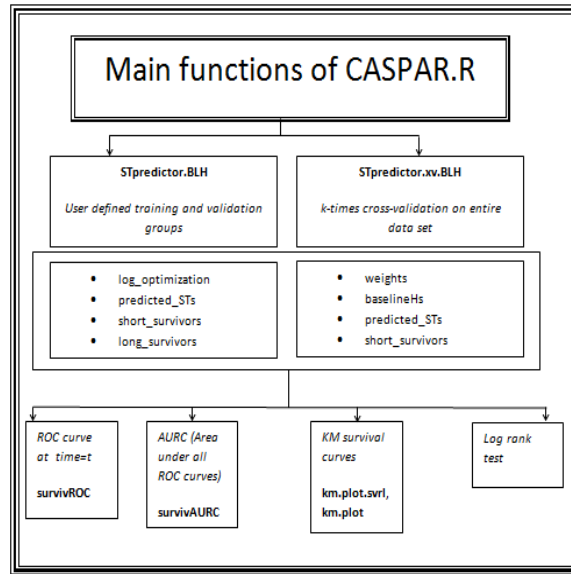 Main functions of CASPAR.R
STpredictor.BLH
User defined training and validation
groups
STpredictor.xv.BLH
k-times cross-validation on entire
data set
• log_optimization
• predicted_STs
• short_survivors
• long_survivors
• weights
• baselineHs
• predicted_STs
• short_survivors
ROC curve
at time=t
survivROC
AURC (Area
under all
ROC curves)
survivAURC
KM survival
curves
km.plot.svrl,
km.plot
Log rank
test